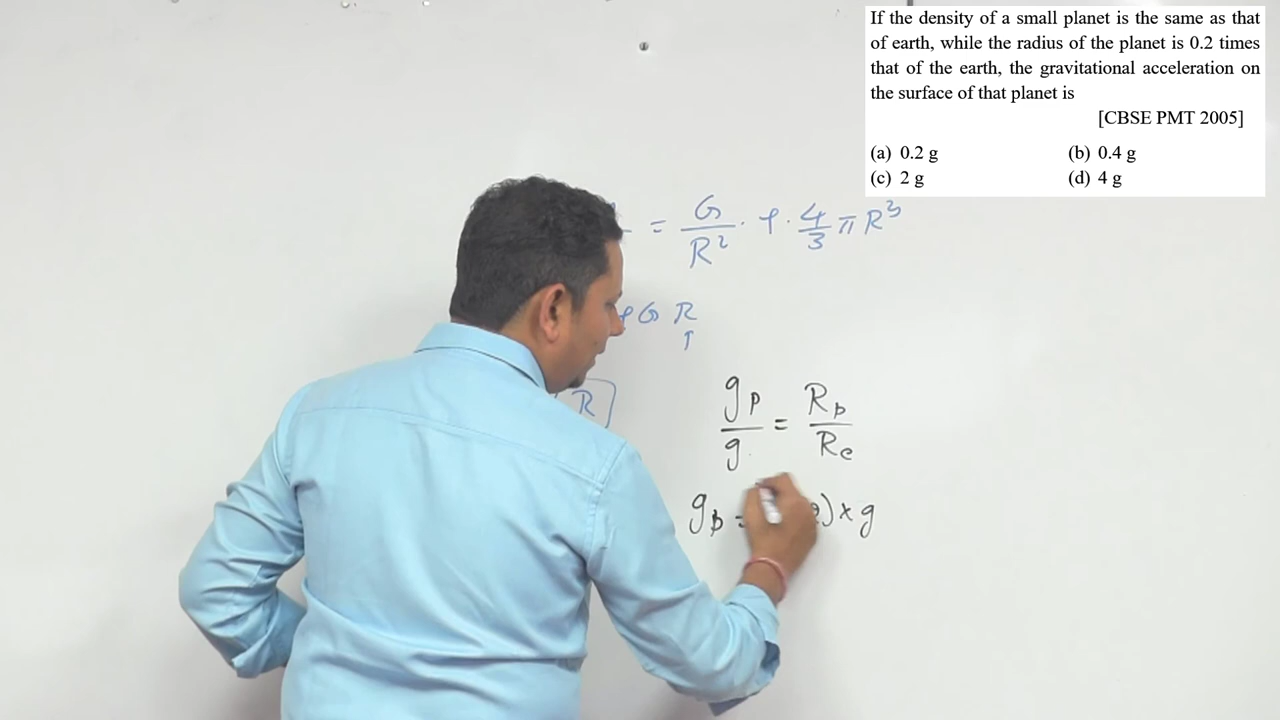 If the density of a small planet is the same as that
of earth, while the radius of the planet is 0.2 times
that of the earth, the gravitational acceleration on
the surface of that planet is
[CBSE PMT 2005]
(a) 0.2 g (b) 0.4 g
(c) 2 g (d) 4 g
= G/R² · ρ · 4/3 π R³
ρ G R
↑
R
gp/g = Rp/Re
gp = ) × g